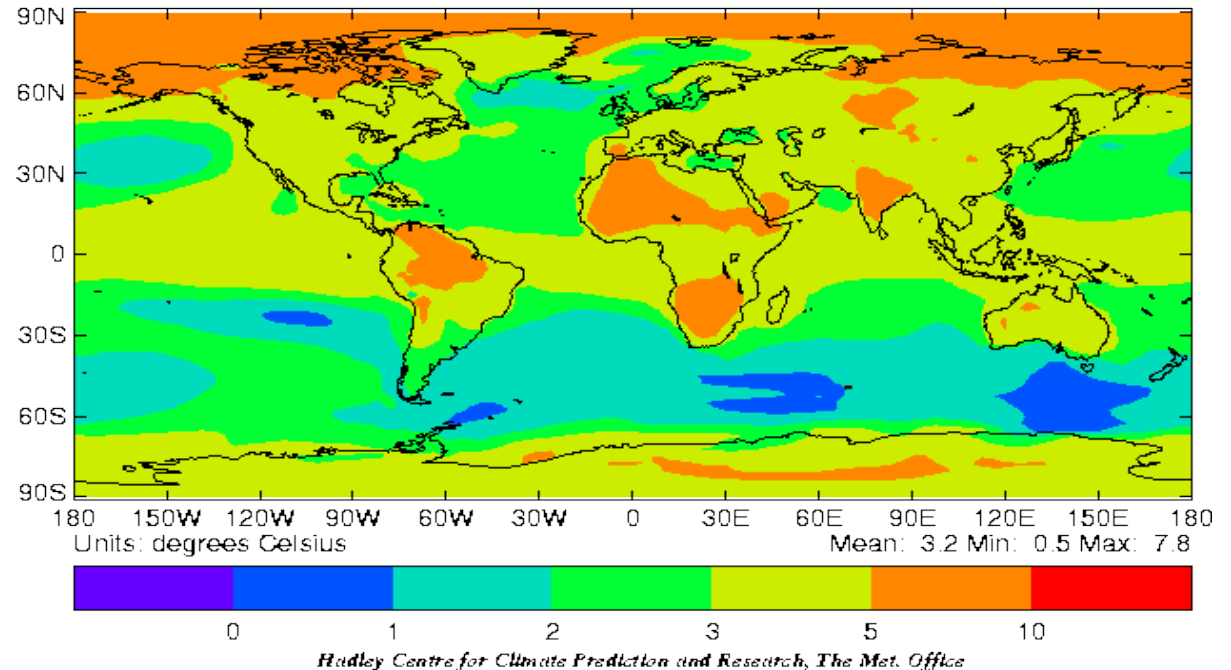 90N
60N
30N
0
30S
60S
90S
180 150W 120W 90W 60W 30W 0 30E 60E 90E 120E 150E 180
Units: degrees Celsius Mean: 3.2 Min: 0.5 Max: 7.8
0 1 2 3 5 10
Hadley Centre for Climate Prediction and Research, The Met. Office